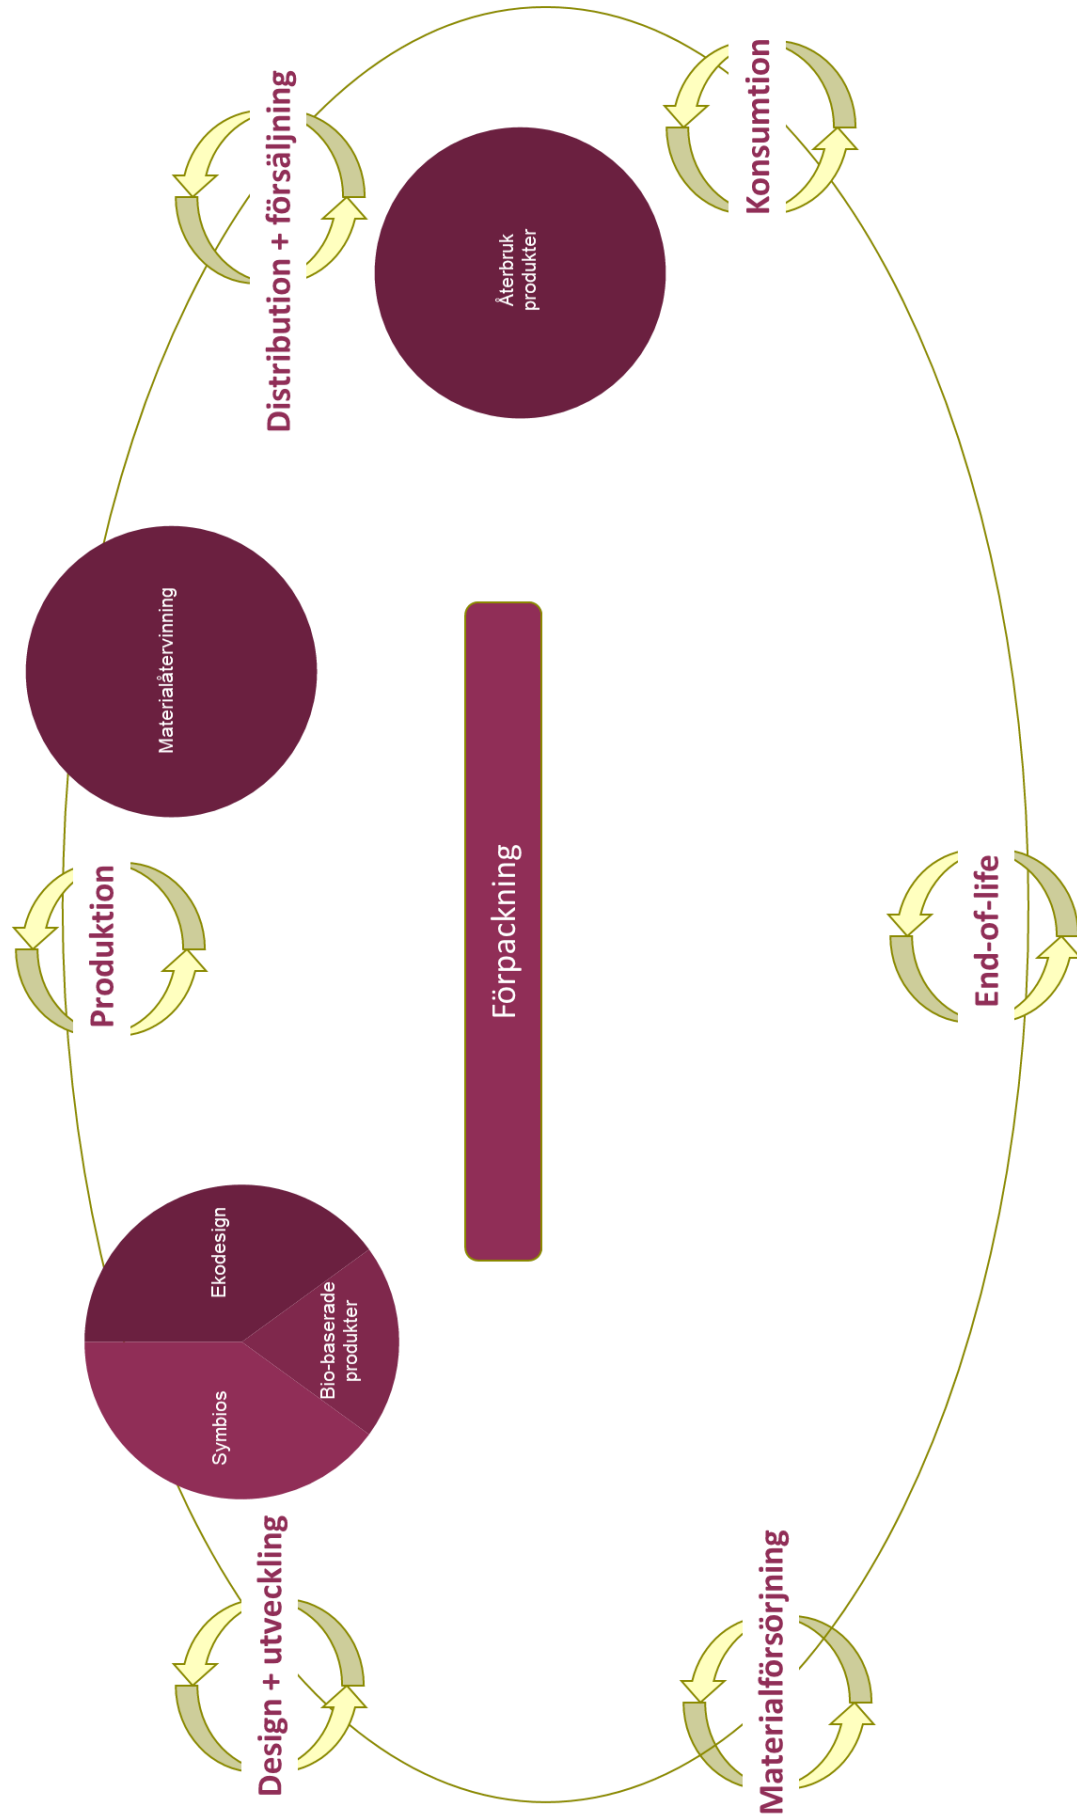 Produktion
Materialåtervinning
Symbios
Ekodesign
Design + utveckling
Distribution + försäljning
Bio-baserade
produkter
Förpackning
Återbruk
produkter
Konsumtion
Materialförsörjning
End-of-life